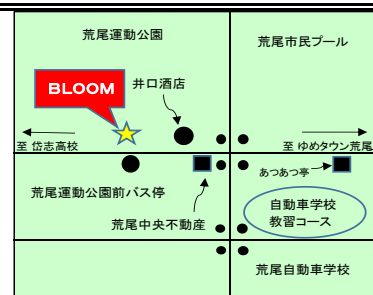 荒尾運動公園
荒尾市民プール
BLOOM
井口酒店
至 岱志高校
至 ゆめタウン荒尾
あつあつ亭
荒尾運動公園前バス停
荒尾中央不動産
自動車学校
教習コース
荒尾自動車学校